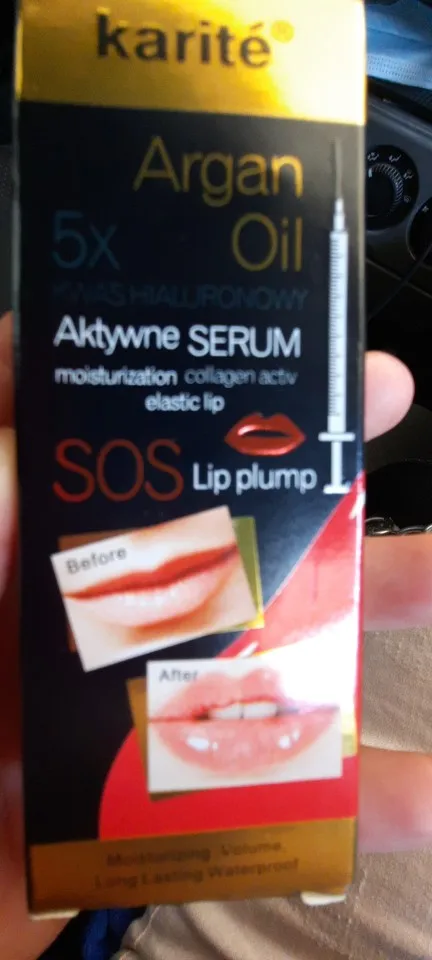 karité
Argan
5x Oil
KWAS HIALURONOWY
Aktywne SERUM
moisturization collagen activ
elastic lip
SOS Lip plump
Before
After
Moisturizing Volume,
Long Lasting Waterproof